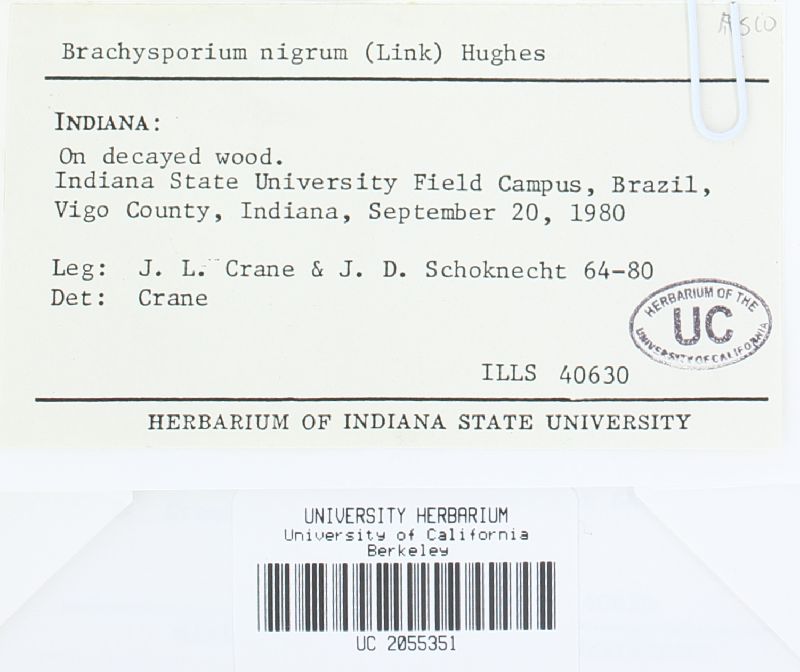 Asco
Brachysporium nigrum (Link) Hughes
INDIANA:
On decayed wood.
Indiana State University Field Campus, Brazil,
Vigo County, Indiana, September 20, 1980
Leg: J. L. Crane & J. D. Schoknecht 64-80
Det: Crane
HERBARIUM OF THE
UC
UNIVERSITY OF CALIFORNIA
ILLS 40630
HERBARIUM OF INDIANA STATE UNIVERSITY
UNIVERSITY HERBARIUM
University of California
Berkeley
UC 2055351